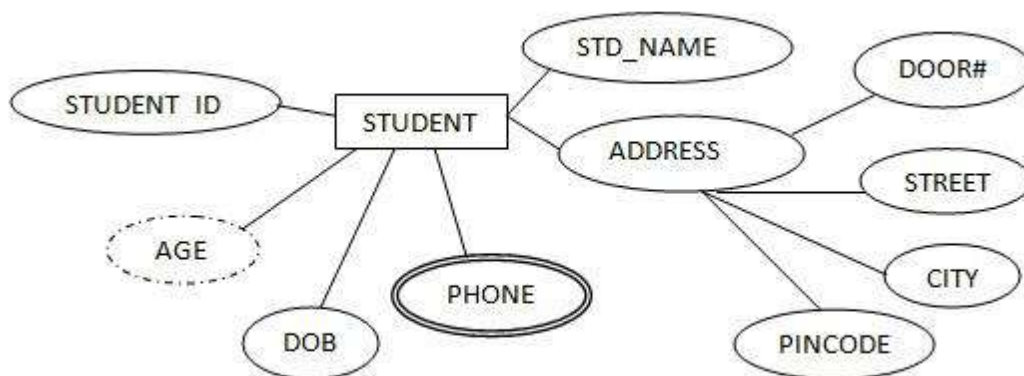 STD_NAME
DOOR#
STUDENT ID
STUDENT
ADDRESS
STREET
AGE
CITY
PHONE
DOB
PINCODE